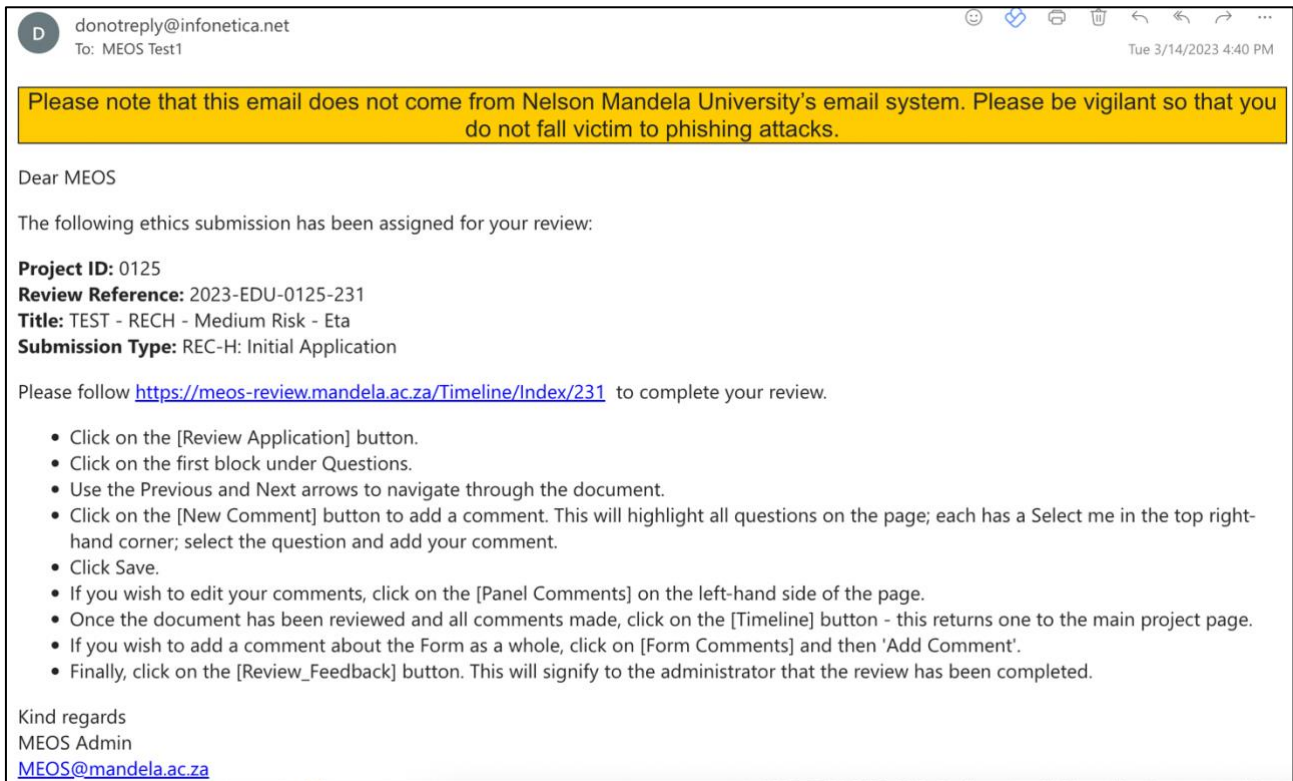 D
donotreply@infonetica.net
To: MEOS Test1
Tue 3/14/2023 4:40 PM
Please note that this email does not come from Nelson Mandela University's email system. Please be vigilant so that you
do not fall victim to phishing attacks.
Dear MEOS
The following ethics submission has been assigned for your review:
Project ID: 0125
Review Reference: 2023-EDU-0125-231
Title: TEST - RECH - Medium Risk - Eta
Submission Type: REC-H: Initial Application
Please follow https://meos-review.mandela.ac.za/Timeline/Index/231 to complete your review.
• Click on the [Review Application] button.
• Click on the first block under Questions.
• Use the Previous and Next arrows to navigate through the document.
• Click on the [New Comment] button to add a comment. This will highlight all questions on the page; each has a Select me in the top right-
hand corner; select the question and add your comment.
• Click Save.
• If you wish to edit your comments, click on the [Panel Comments] on the left-hand side of the page.
• Once the document has been reviewed and all comments made, click on the [Timeline] button - this returns one to the main project page.
• If you wish to add a comment about the Form as a whole, click on [Form Comments] and then 'Add Comment'.
• Finally, click on the [Review_Feedback] button. This will signify to the administrator that the review has been completed.
Kind regards
MEOS Admin
MEOS@mandela.ac.za